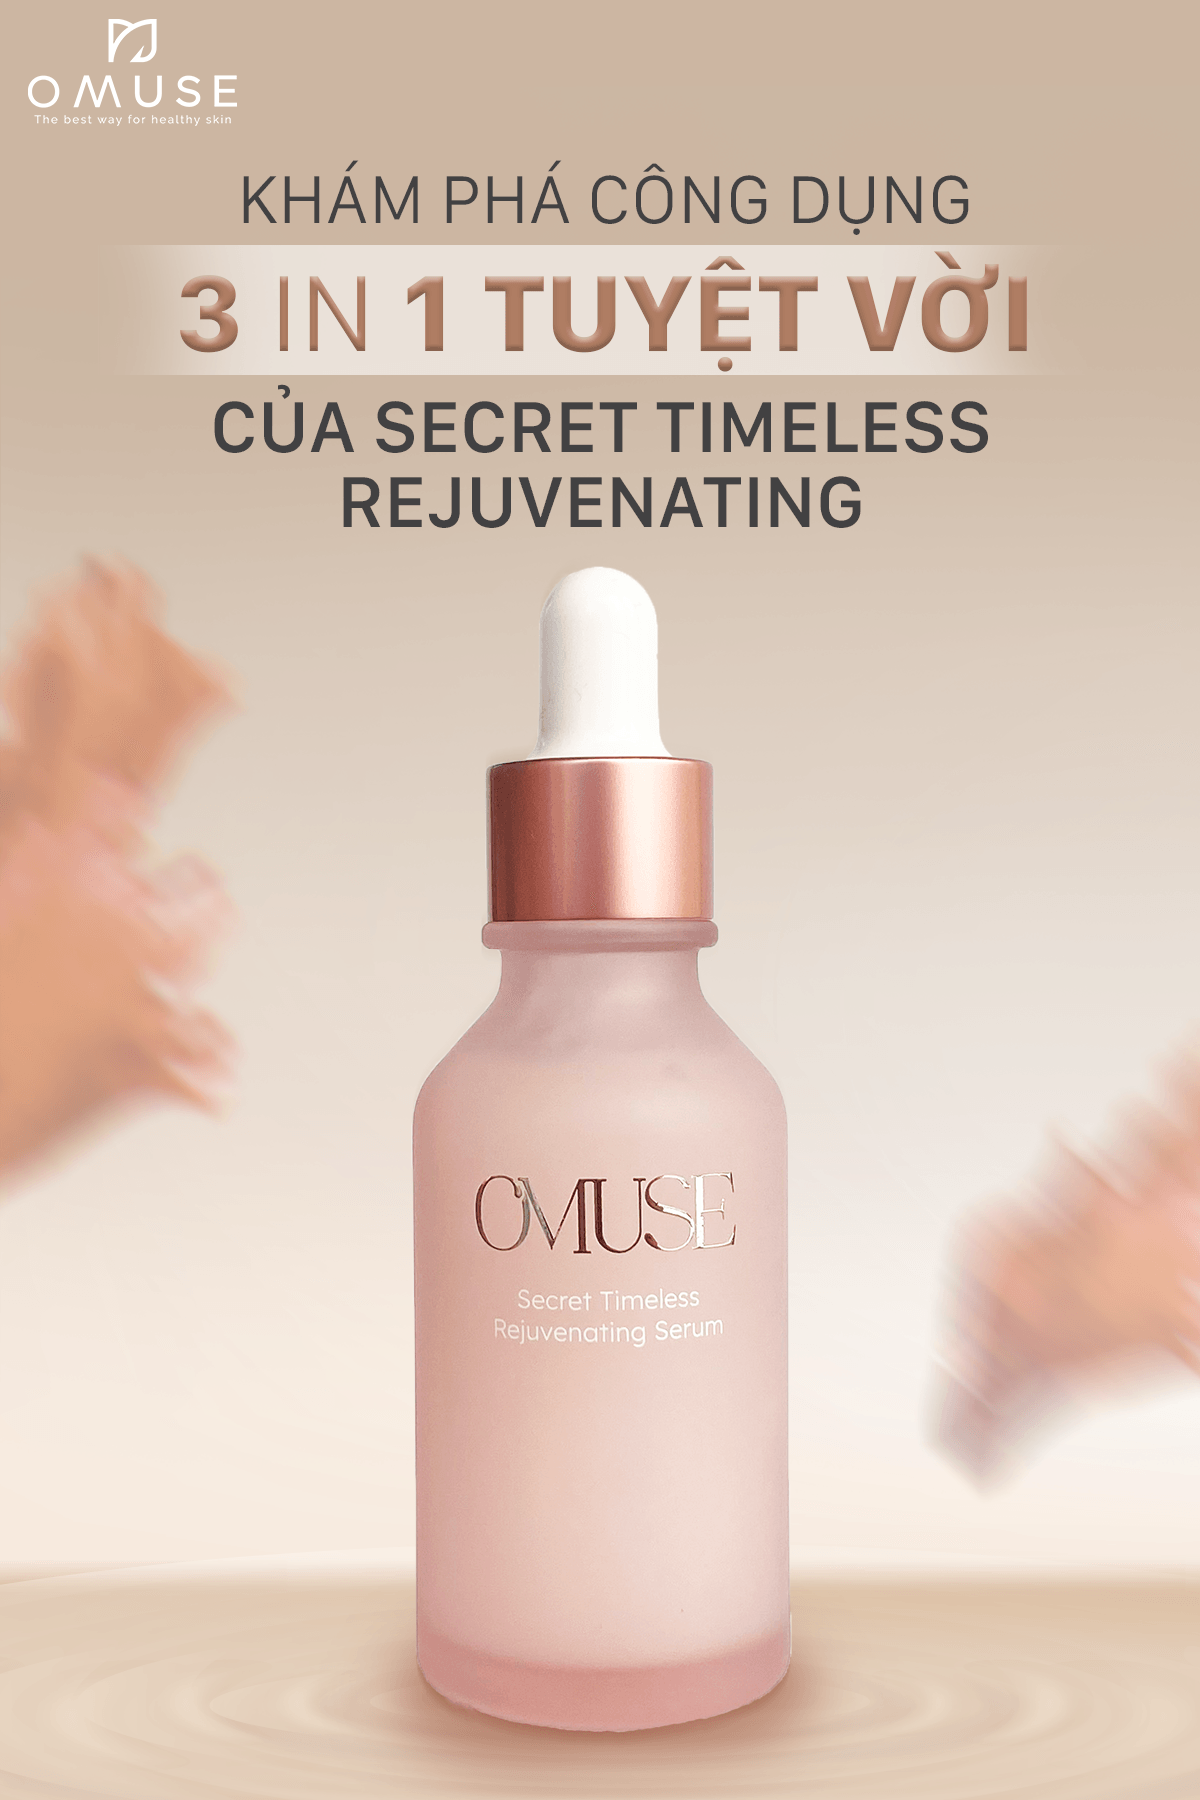 OMUSE
The best way for healthy skin
KHÁM PHÁ CÔNG DỤNG
3 IN 1 TUYỆT VỜI
CỦA SECRET TIMELESS
REJUVENATING
OMUSE
Secret Timeless
Rejuvenating Serum